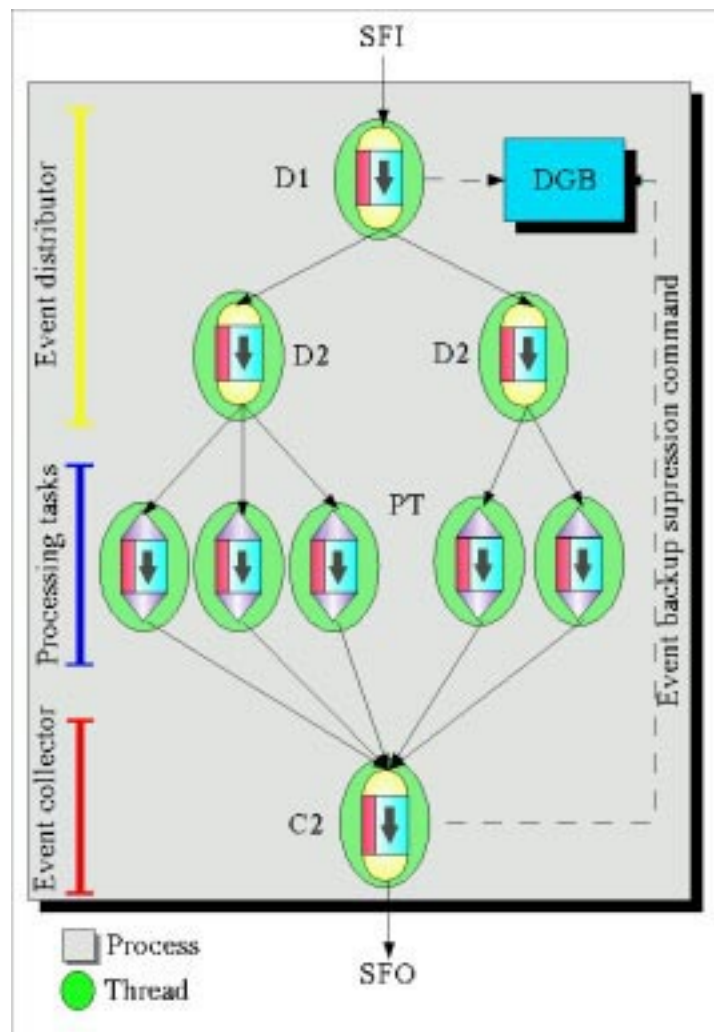 SFI
D1
DGB
Event distributor
D2
D2
Event backup supression command
Processing tasks
PT
Event collector
C2
SFO
Process
Thread